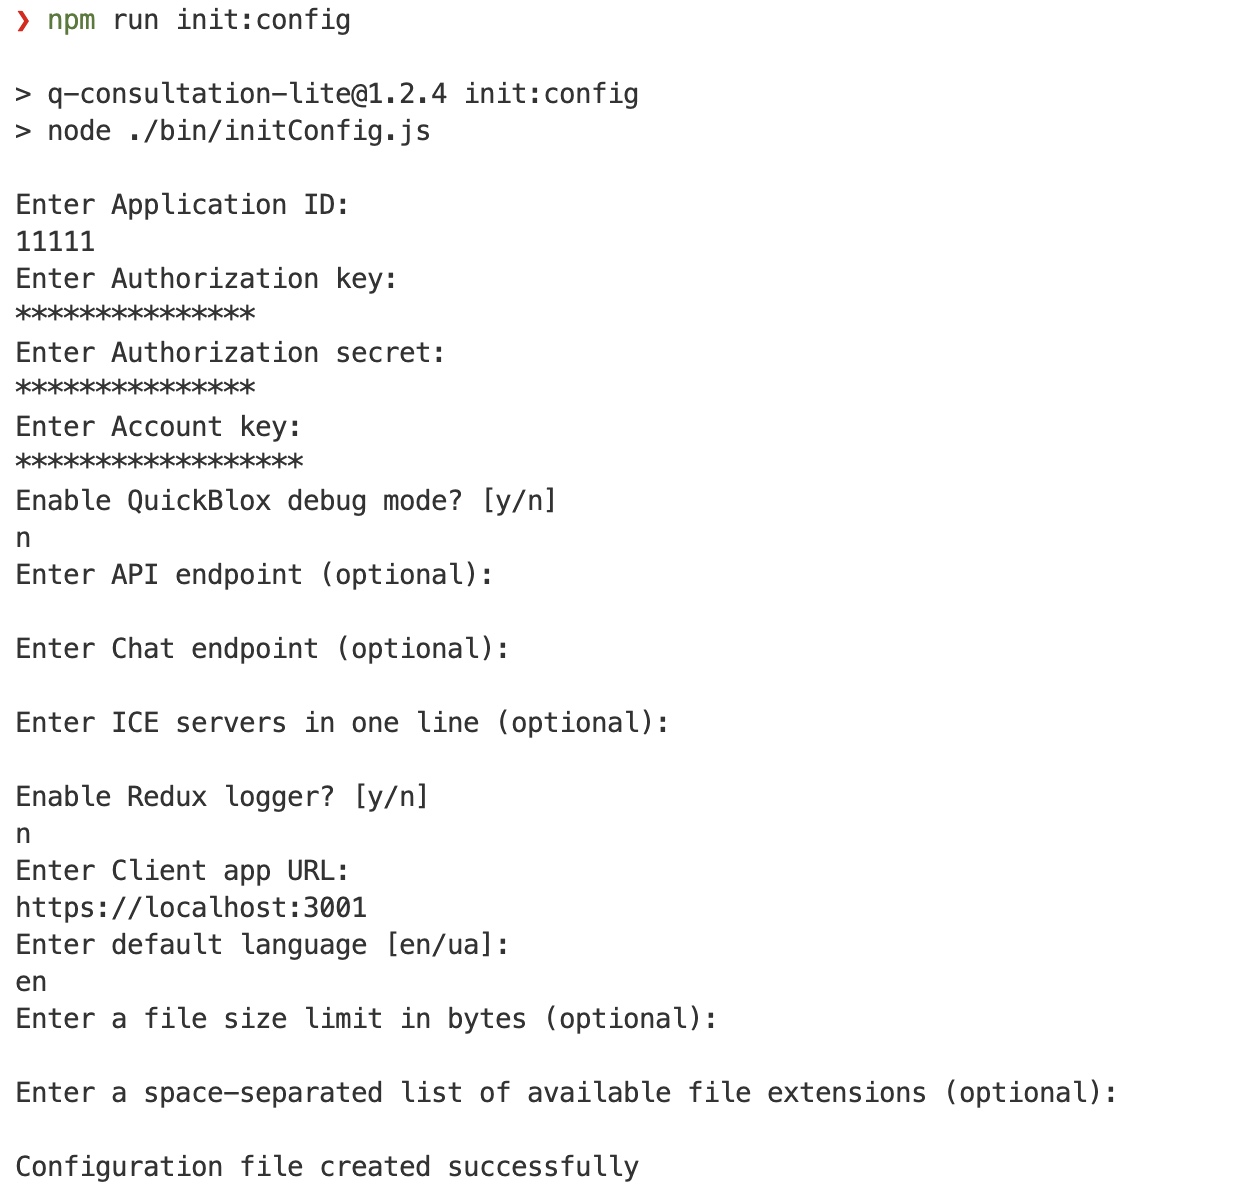 ❯ npm run init:config
> q-consultation-lite@1.2.4 init:config
> node ./bin/initConfig.js
Enter Application ID:
11111
Enter Authorization key:
***************
Enter Authorization secret:
***************
Enter Account key:
******************
Enable QuickBlox debug mode? [y/n]
n
Enter API endpoint (optional):
Enter Chat endpoint (optional):
Enter ICE servers in one line (optional):
Enable Redux logger? [y/n]
n
Enter Client app URL:
https://localhost:3001
Enter default language [en/ua]:
en
Enter a file size limit in bytes (optional):
Enter a space-separated list of available file extensions (optional):
Configuration file created successfully